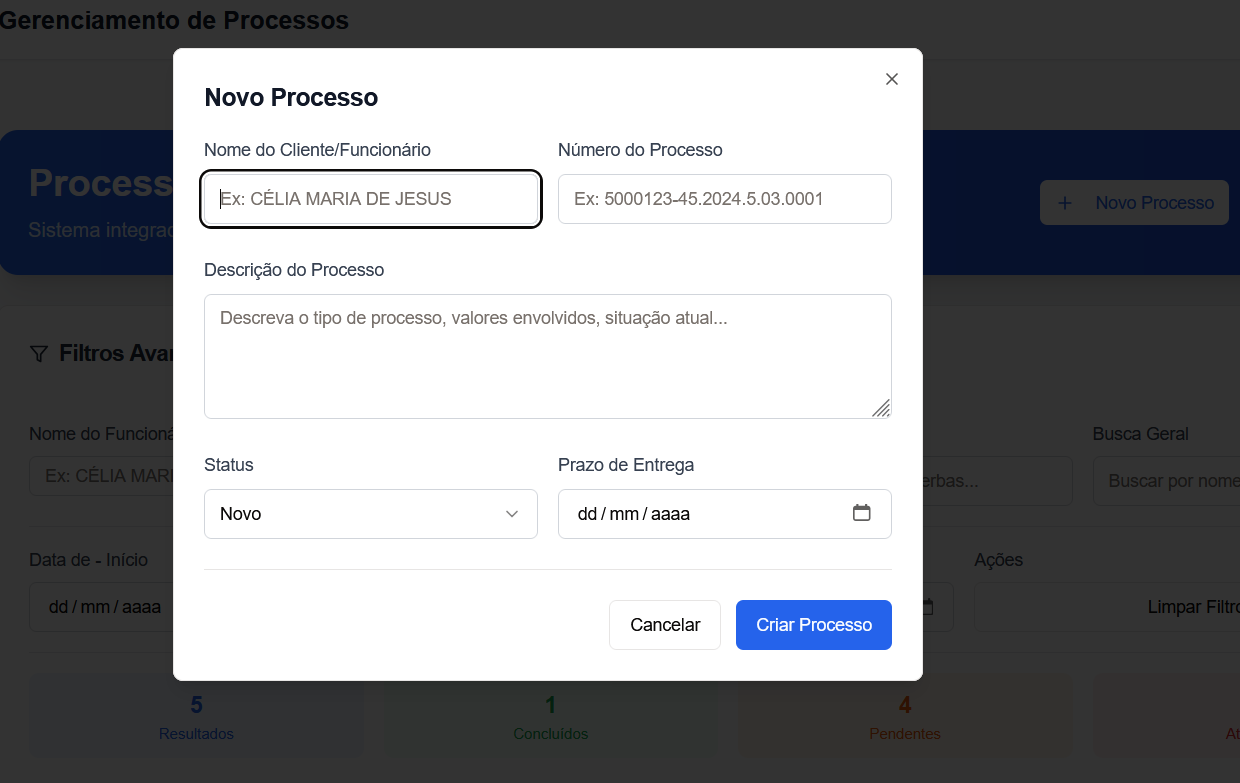 Gerenciamento de Processos
Novo Processo
Nome do Cliente/Funcionário
Número do Processo
Ex: CÉLIA MARIA DE JESUS
Ex: 5000123-45.2024.5.03.0001
Descrição do Processo
Descreva o tipo de processo, valores envolvidos, situação atual...
Status
Prazo de Entrega
Novo
dd/mm/aaaa
Cancelar
Criar Processo
Process
Sistema integrad
Novo Processo
Filtros Avan
Nome do Funcioná
Busca Geral
Ex: CÉLIA MARI
erbas...
Buscar por nome
Data de - Início
Ações
dd/mm/aaaa
Limpar Filtro
5
Resultados
1
Concluídos
4
Pendentes
At